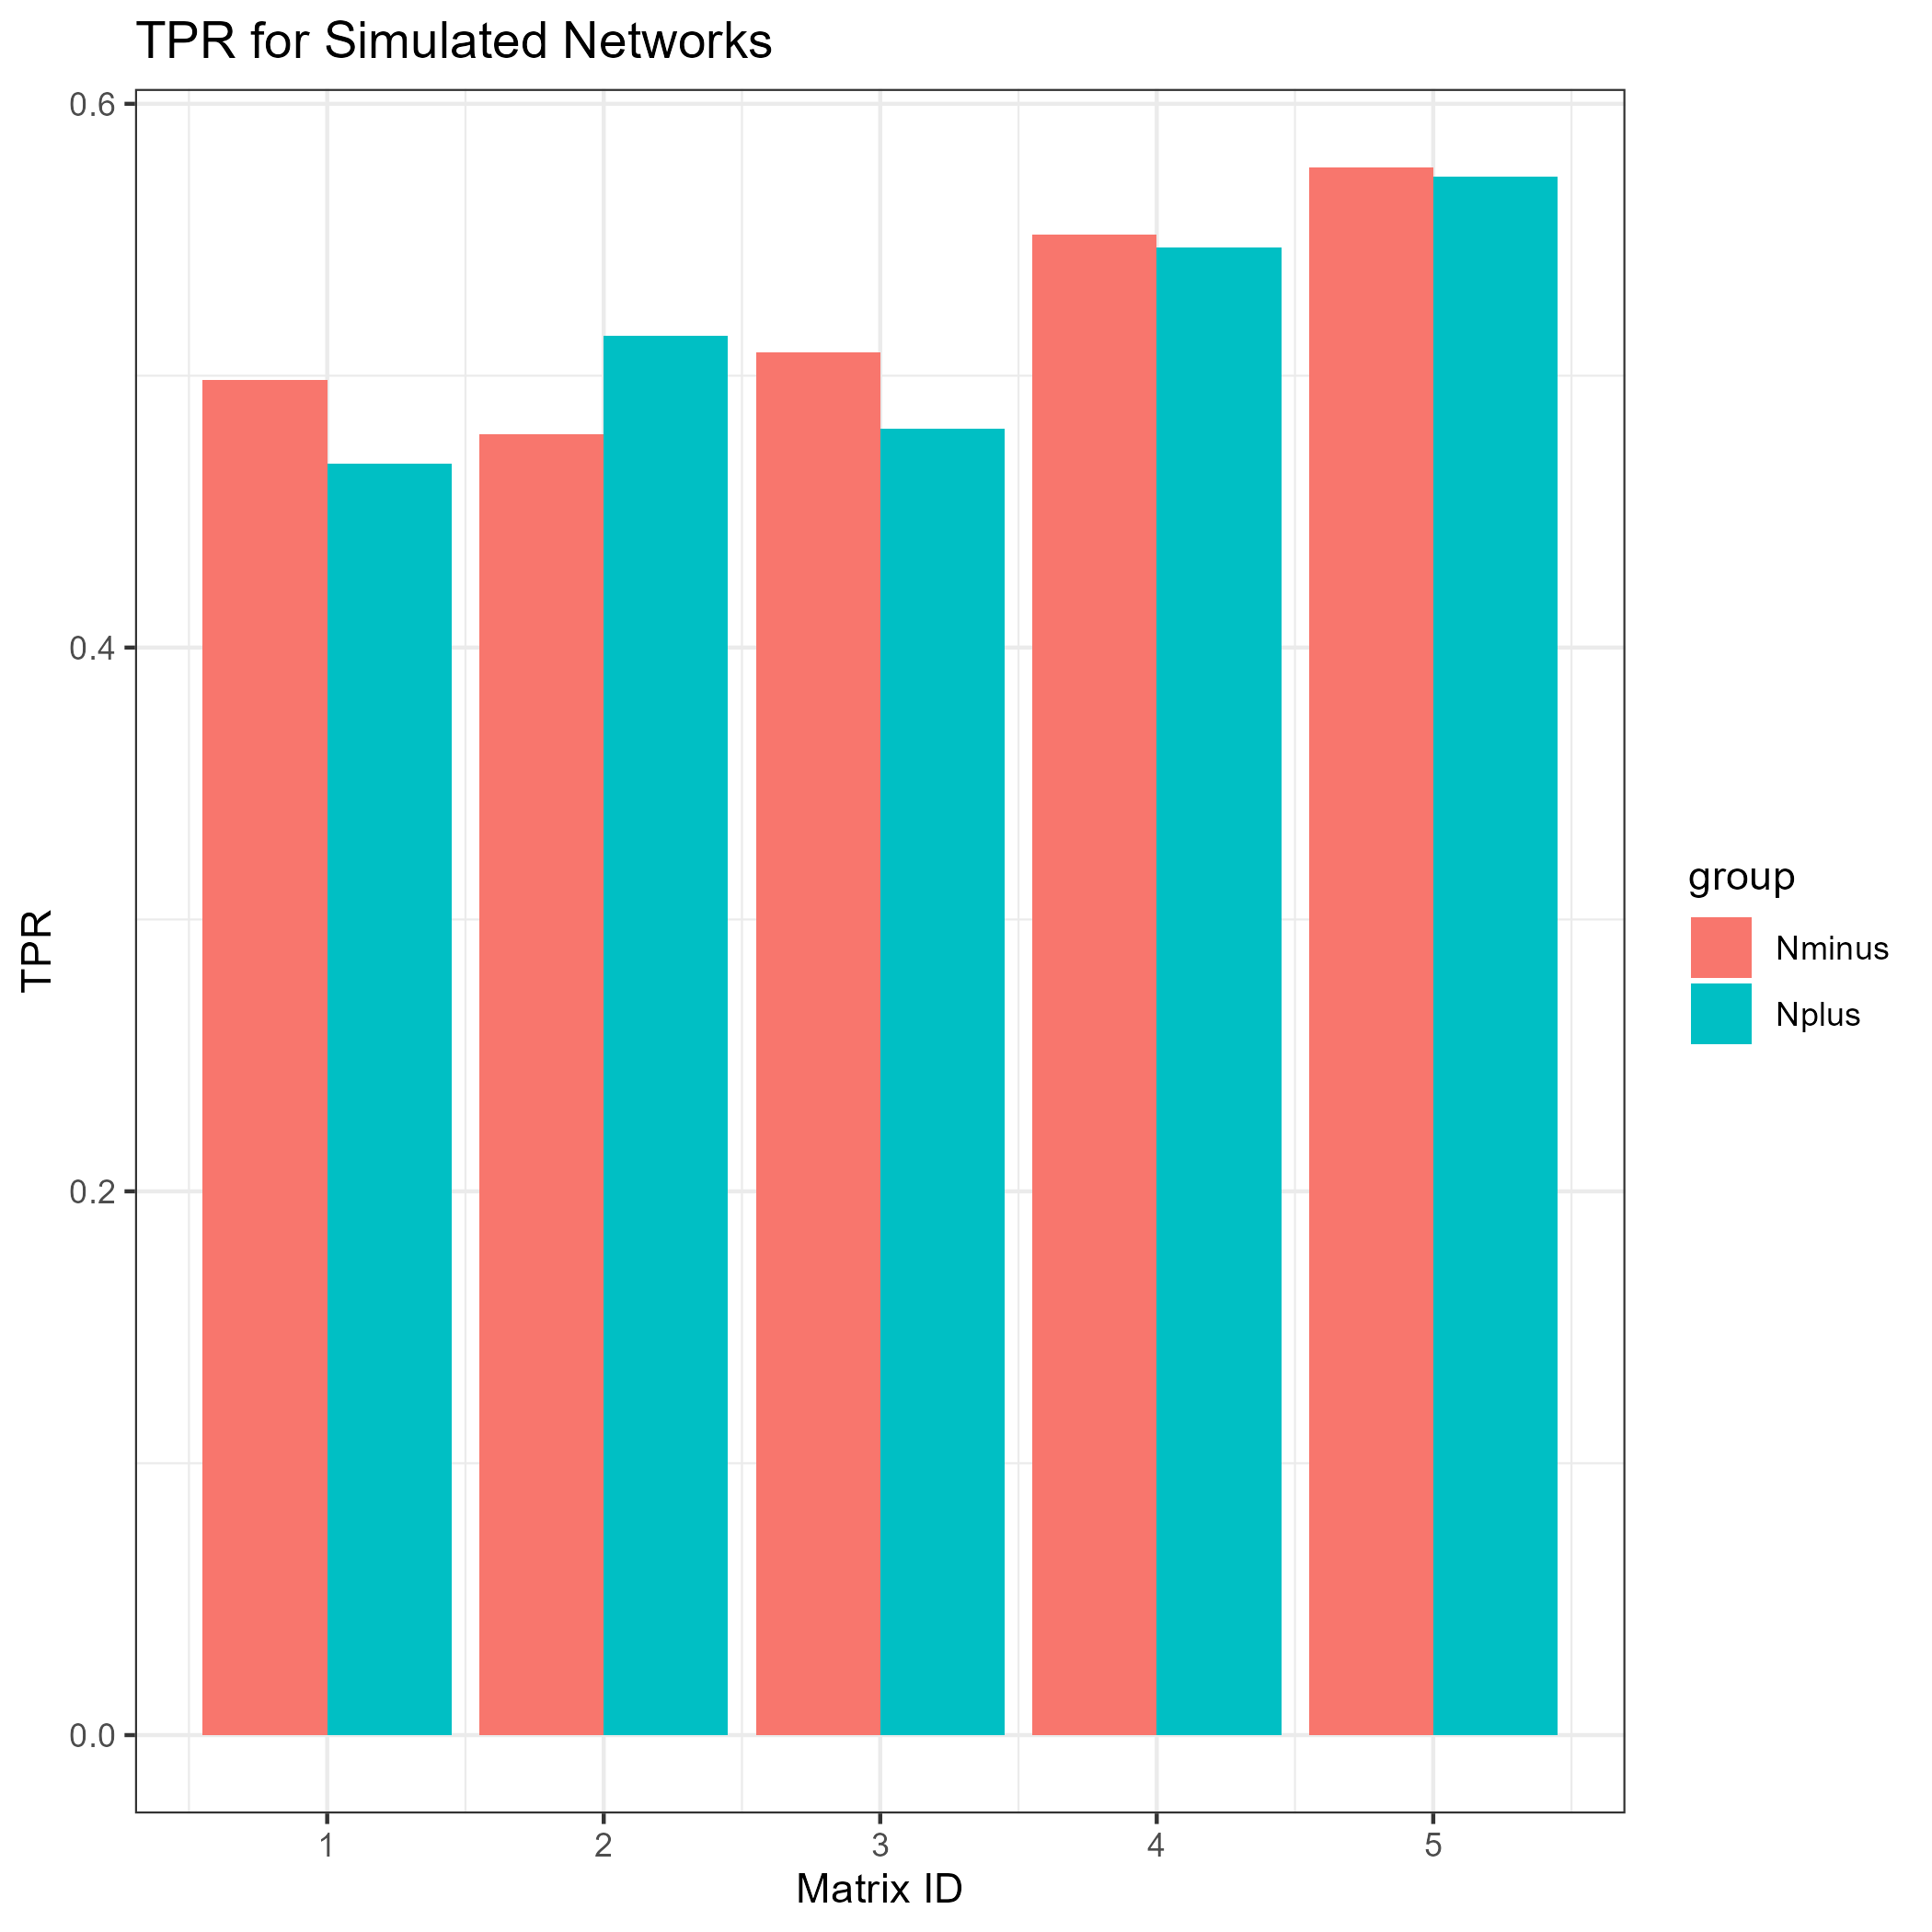 TPR for Simulated Networks
0.6
0.4
0.2
0.0
TPR
1 2 3 4 5
Matrix ID
group
Nminus
Nplus